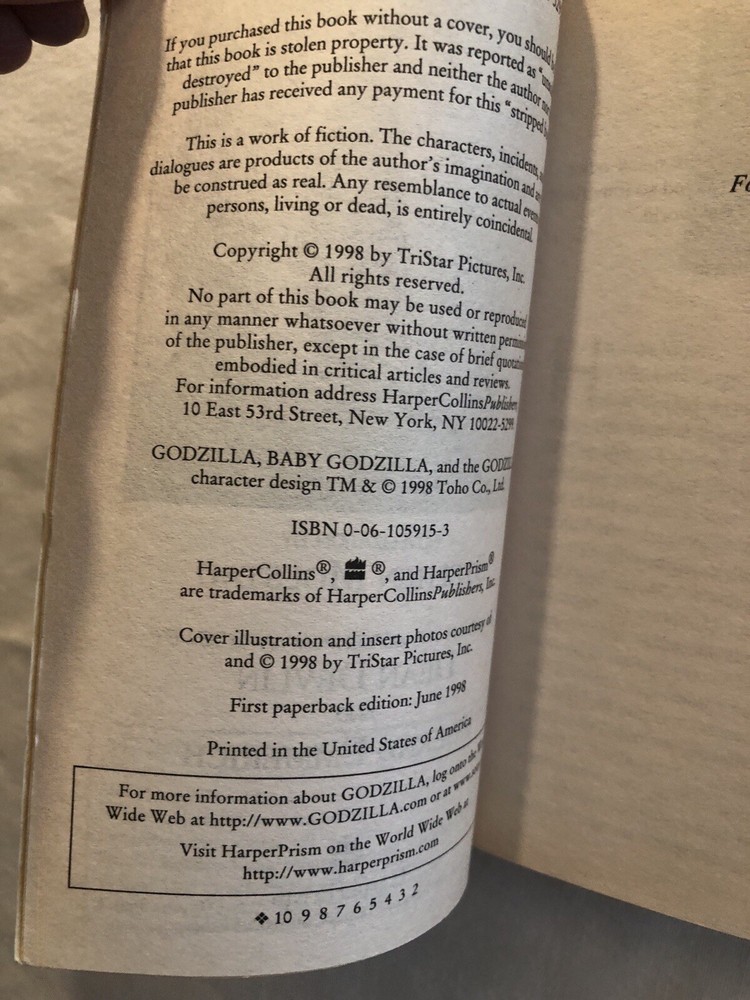 If you purchased this book without a cover, you should
that this book is stolen property. It was reported as
destroyed" to the publisher and neither the author
publisher has received any payment for this "stripped
This is a work of fiction. The characters, incidents,
dialogues are products of the author's imagination and
be construed as real. Any resemblance to actual
persons, living or dead, is entirely coincidental.
Copyright © 1998 by TriStar Pictures, Inc.
All rights reserved.
No part of this book may be used or reproduced
in any manner whatsoever without written
of the publisher, except in the case of brief
embodied in critical articles and reviews.
For information address HarperCollinsPublishers
10 East 53rd Street, New York, NY 10022-5299
GODZILLA, BABY GODZILLA, and the
character design TM & © 1998 Toho Co., Ltd.
ISBN 0-06-105915-3
HarperCollins®, ®, and HarperPrism®
are trademarks of HarperCollinsPublishers, Inc.
Cover illustration and insert photos courtesy of
and © 1998 by TriStar Pictures, Inc.
First paperback edition: June 1998
Printed in the United States of America
For more information about GODZILLA, log onto the
Wide Web at http://www.GODZILLA.com or at
Visit HarperPrism on the World Wide Web at
http://www.harperprism.com
❖ 10 9 8 7 6 5 4 3 2